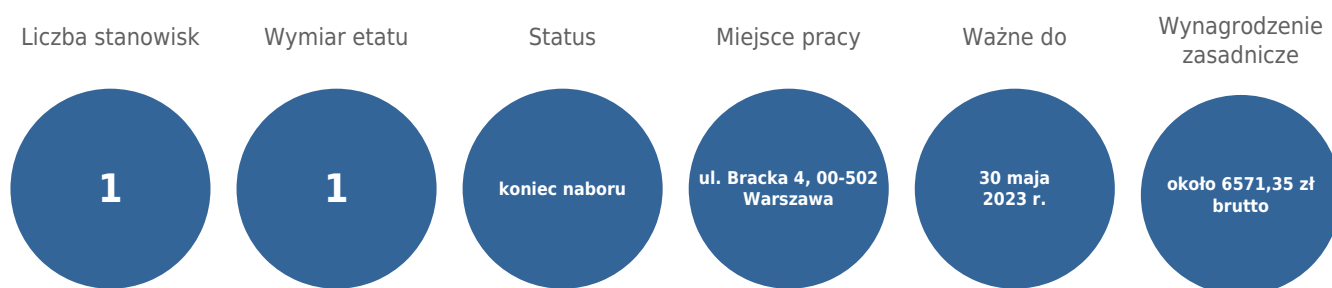 Liczba stanowisk
1
Wymiar etatu
1
Status
koniec naboru
Miejsce pracy
ul. Bracka 4, 00-502
Warszawa
Ważne do
30 maja
2023 r.
Wynagrodzenie
zasadnicze
około 6571,35 zł
brutto